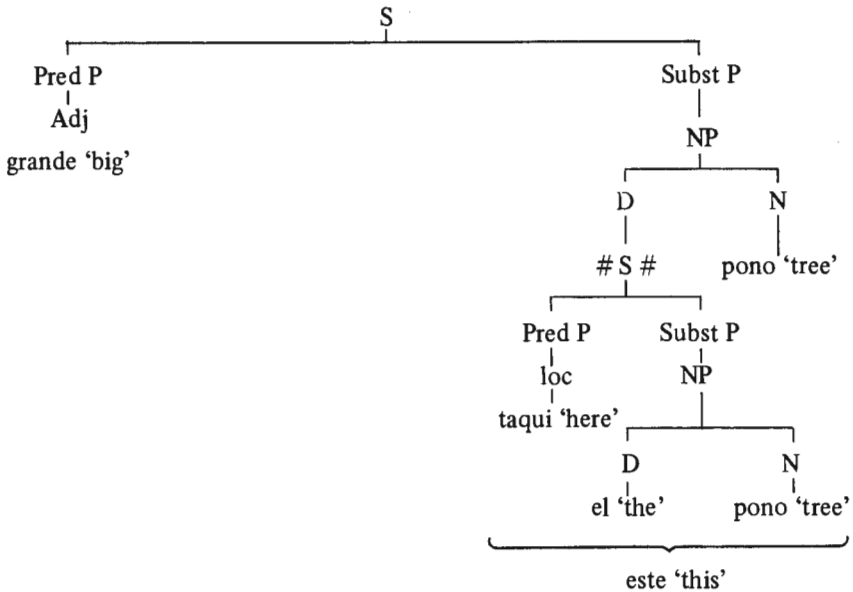 S
Pred P Subst P
Adj NP
grande ‘big’
D N
# S # pono ‘tree’
Pred P Subst P
loc NP
taqui ‘here’
D N
el ‘the’ pono ‘tree’
este ‘this’